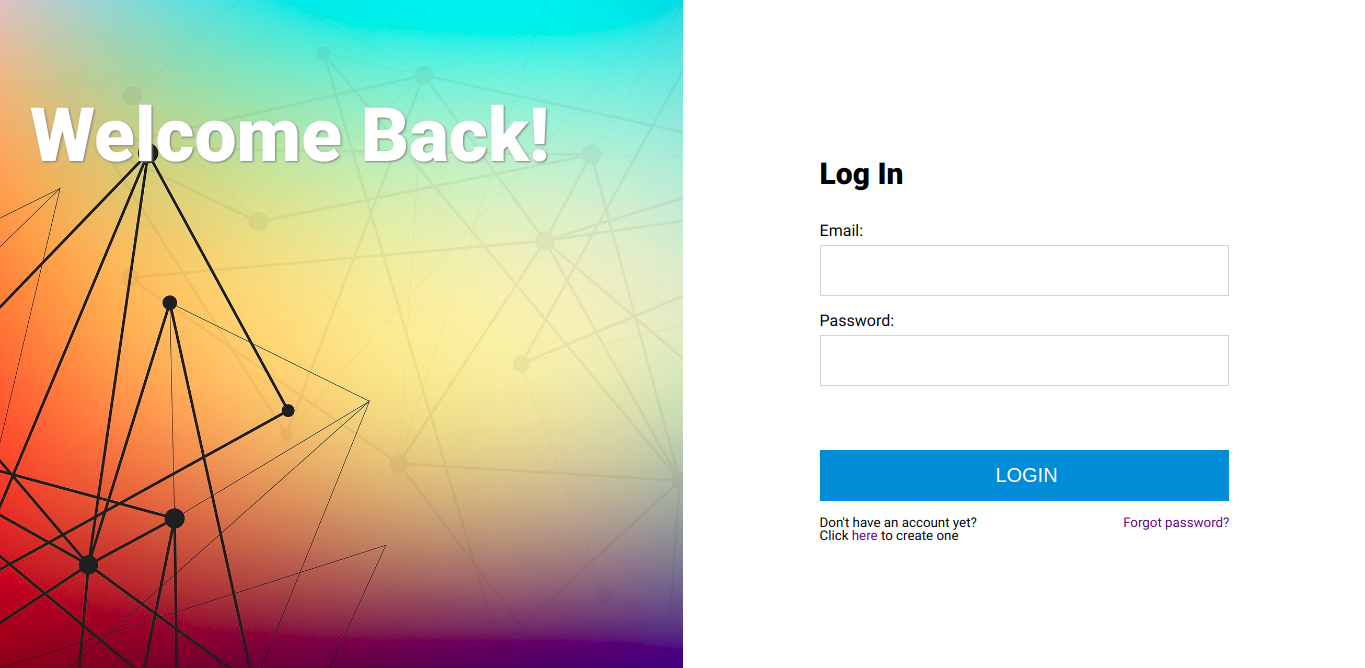 Welcome Back!
Log In
Email:
Password:
LOGIN
Don't have an account yet?
Click here to create one
Forgot password?